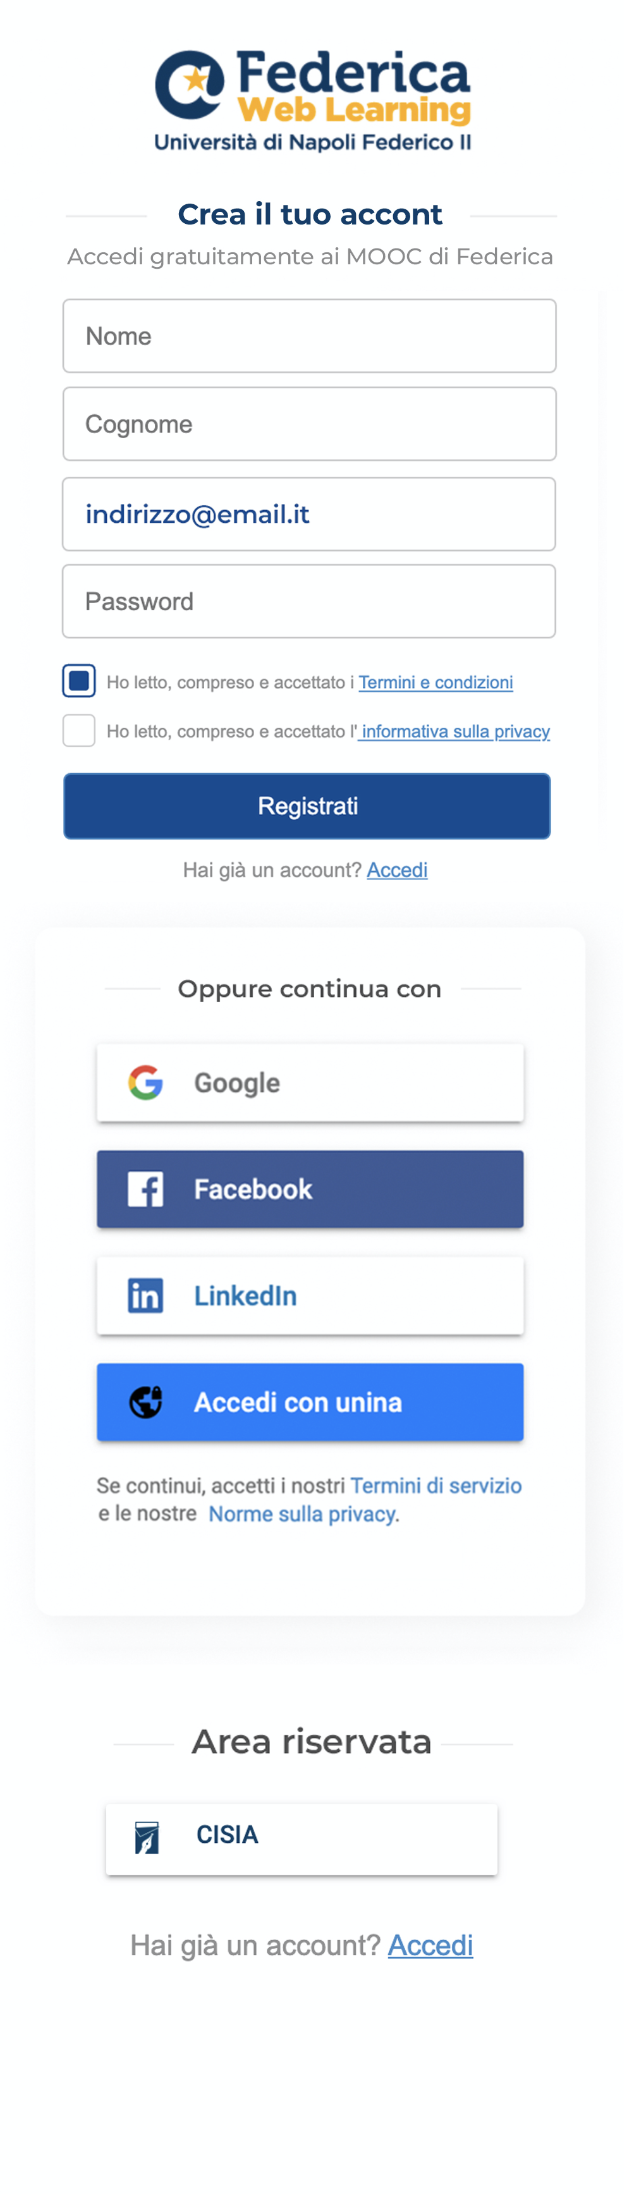 Federica
Web Learning
Università di Napoli Federico II
Crea il tuo accont
Accedi gratuitamente ai MOOC di Federica
Nome
Cognome
indirizzo@email.it
Password
Ho letto, compreso e accettato i Termini e condizioni
Ho letto, compreso e accettato l' informativa sulla privacy
Registrati
Hai già un account? Accedi
Oppure continua con
Google
Facebook
LinkedIn
Accedi con unina
Se continui, accetti i nostri Termini di servizio
e le nostre Norme sulla privacy.
Area riservata
CISIA
Hai già un account? Accedi